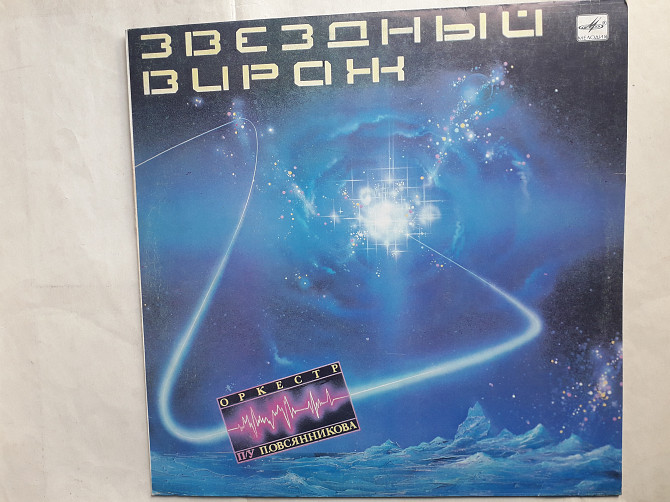 ЗВЕЗДНЫЙ
ВИРАЖ
МЕЛОДИЯ
ОРКЕСТР
П/У П.ОВСЯННИКОВА